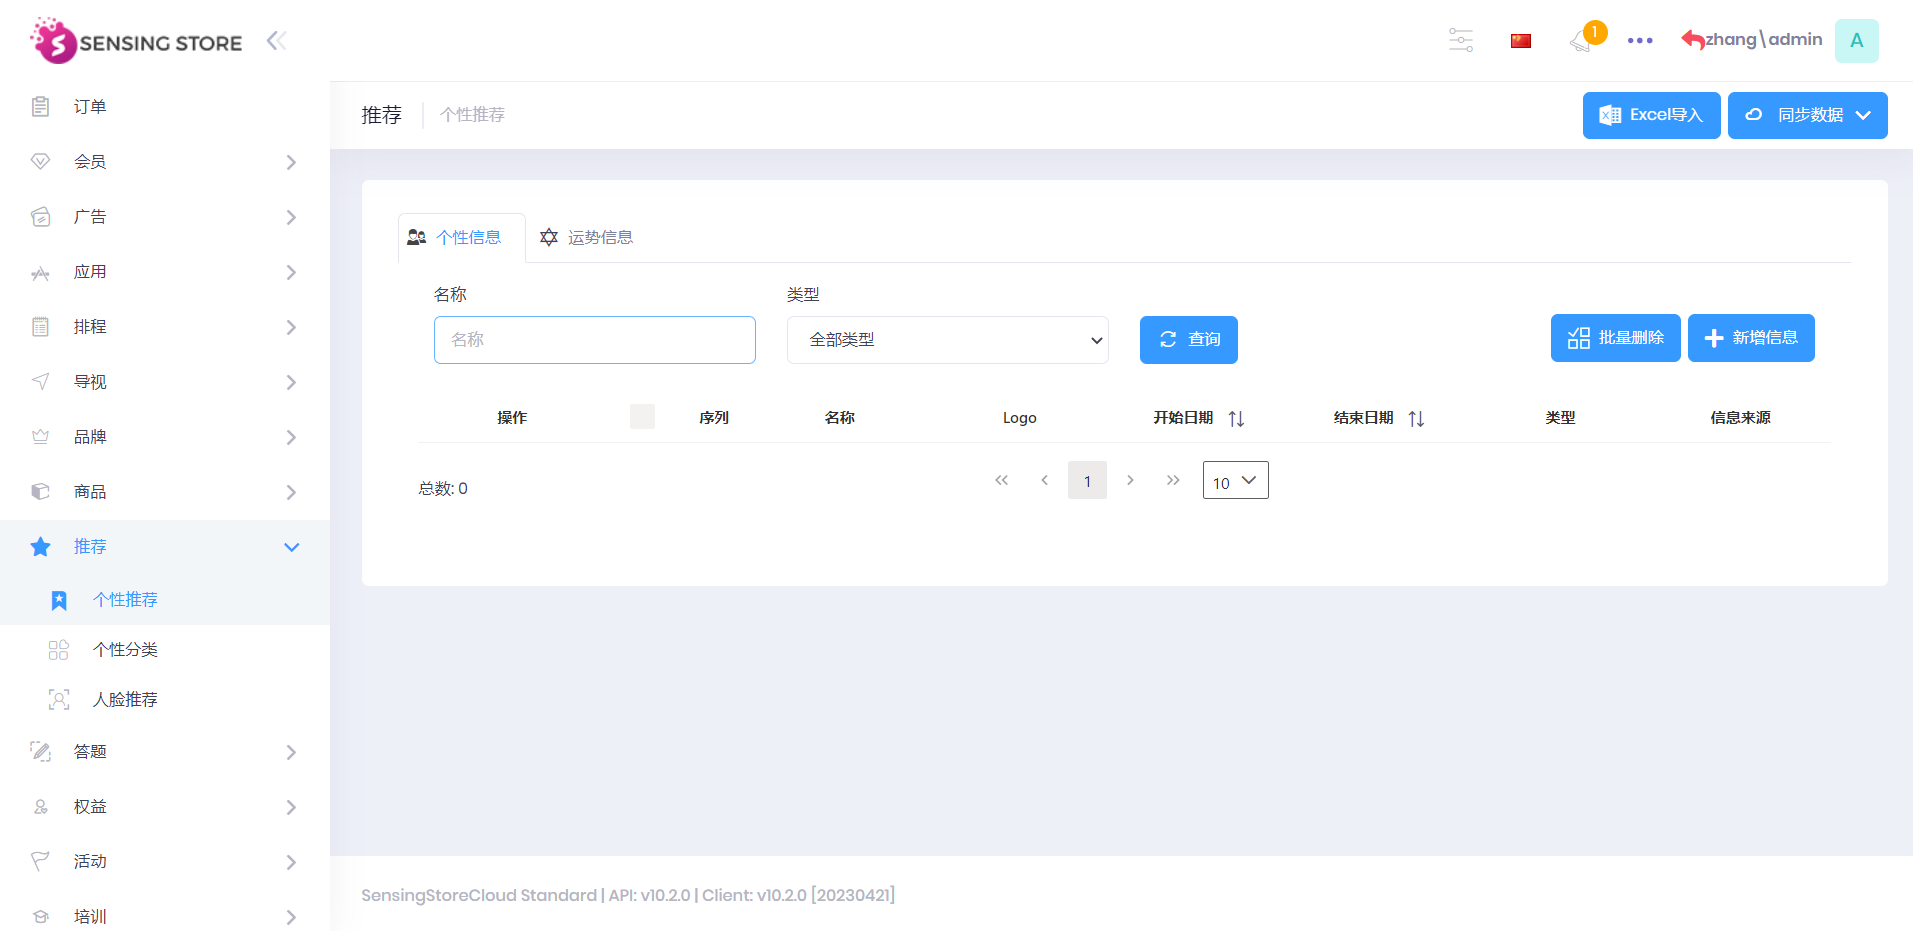 SENSING STORE
1
zhang\admin
A
订单
会员
广告
应用
排程
导视
品牌
商品
推荐
个性推荐
个性分类
人脸推荐
答题
权益
活动
培训
推荐
个性推荐
Excel导入
同步数据
个性信息
运势信息
名称
类型
名称
全部类型
查询
批量删除
新增信息
操作 序列 名称 Logo 开始日期 结束日期 类型 信息来源
总数: 0
1
10
SensingStoreCloud Standard | API: v10.2.0 | Client: v10.2.0 [20230421]